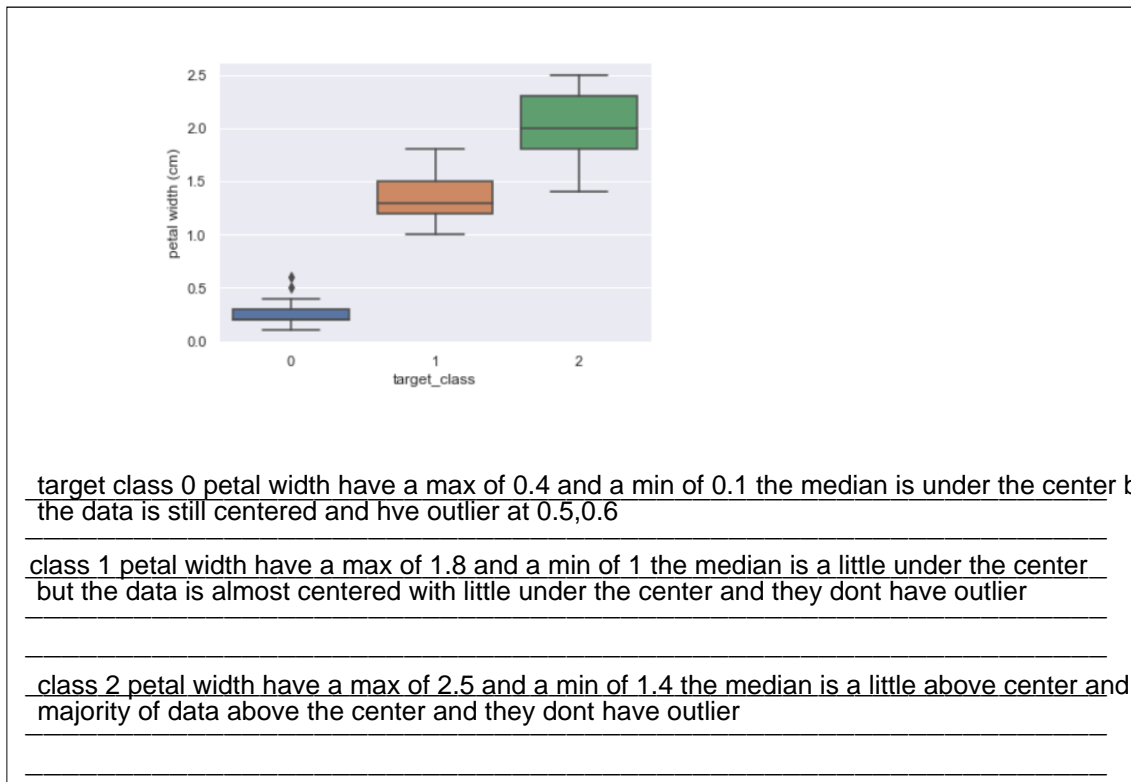 2.5
2.0
1.5
1.0
0.5
0.0
petal width (cm)
0 1 2
target_class
target class 0 petal width have a max of 0.4 and a min of 0.1 the median is under the center b
the data is still centered and hve outlier at 0.5,0.6
class 1 petal width have a max of 1.8 and a min of 1 the median is a little under the center
but the data is almost centered with little under the center and they dont have outlier
class 2 petal width have a max of 2.5 and a min of 1.4 the median is a little above center and
majority of data above the center and they dont have outlier